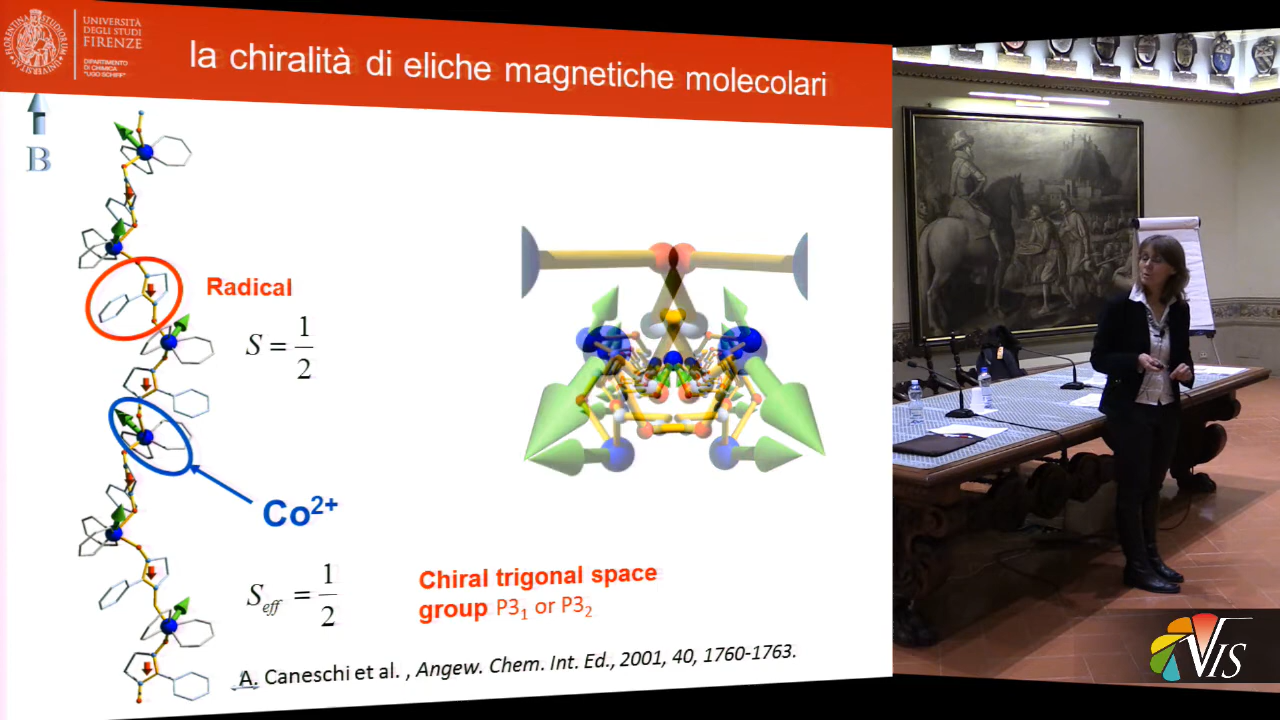 UNIVERSITÀ
DEGLI STUDI
FIRENZE
DIPARTIMENTO
DI CHIMICA
"UGO SCHIFF"
la chiralità di eliche magnetiche molecolari
B
Radical
S = 1/2
Co2+
Seff = 1/2
Chiral trigonal space
group P31 or P32
A. Caneschi et al. , Angew. Chem. Int. Ed., 2001, 40, 1760-1763.
VIS